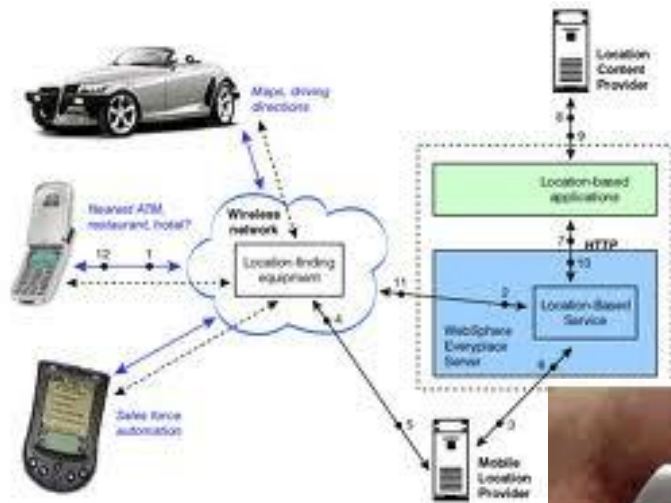 Location
Content
Provider
Maps, driving
directions
8
9
Location-based
applications
Nearest ATM,
restaurant, hotel?
Wireless
network
7
HTTP
10
12
1
Location-finding
equipment
11
2
Location-Based
Service
4
WebSphere
Everyplace
Server
6
Sales force
automation
5
3
Mobile
Location
Provider